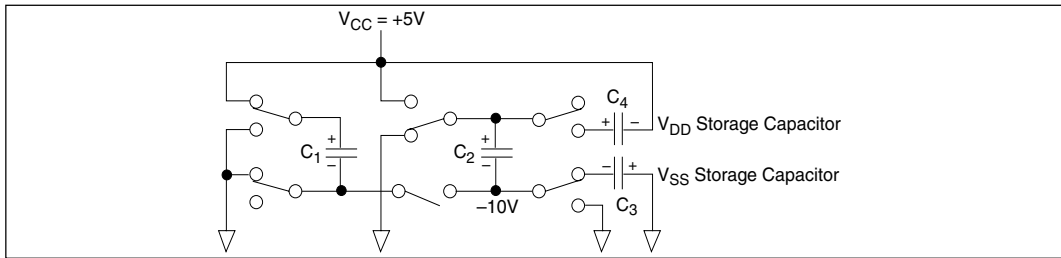 V_CC = +5V
C_4
+ − V_DD Storage Capacitor
+ C_1 −
+ C_2 −
− + V_SS Storage Capacitor
C_3
−10V